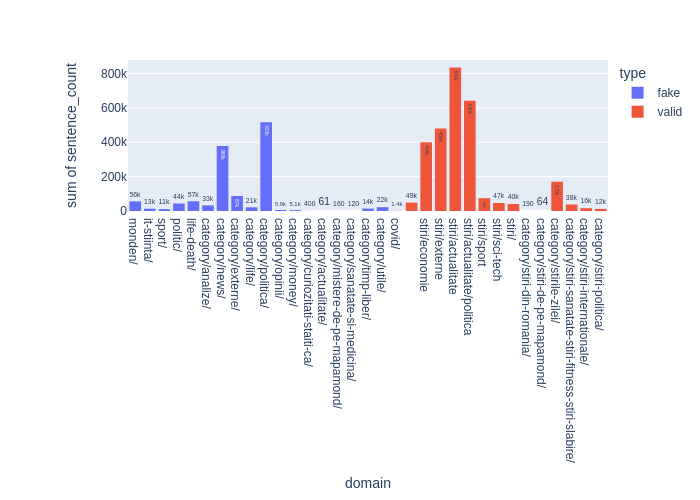 type
fake
valid
sum of sentence_count
800k
600k
400k
200k
0
56k
13k
11k
44k
57k
33k
21k
5.9k
5.1k
400
61
160
120
14k
22k
1.4k
49k
47k
40k
190
64
38k
16k
12k
monden/
it-stiinta/
sport/
politic/
life-death/
category/analize/
category/news/
category/externe/
category/life/
category/politica/
category/opinii/
category/money/
category/curiozitati-staiti-ca/
category/actualitate/
category/mistere-de-pe-mapamond/
category/sanatate-si-medicina/
category/timp-liber/
category/utile/
covid/
stiri/economie
stiri/externe
stiri/actualitate
stiri/actualitate/politica
stiri/sport
stiri/sci-tech
stiri/
category/stiri-din-romania/
category/stiri-de-pe-mapamond/
category/stirile-zilei/
category/stiri-sanatate-stiri-fitness-stiri-slabire/
category/stiri-internationale/
category/stiri-politica/
domain